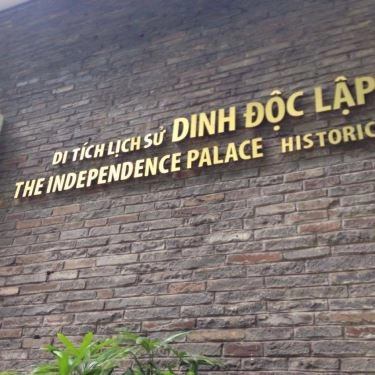 DI TÍCH LỊCH SỬ DINH ĐỘC LẬP
THE INDEPENDENCE PALACE HISTORIC